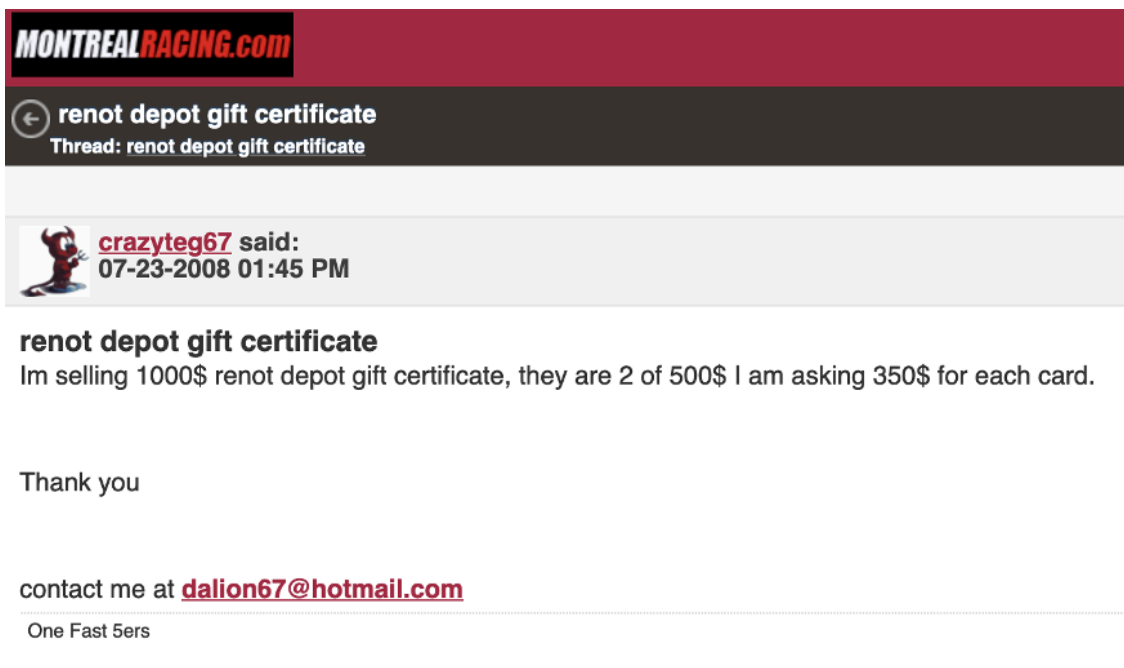 MONTREALRACING.com
renot depot gift certificate
Thread: renot depot gift certificate
crazyteg67 said:
07-23-2008 01:45 PM
renot depot gift certificate
Im selling 1000$ renot depot gift certificate, they are 2 of 500$ I am asking 350$ for each card.
Thank you
contact me at dalion67@hotmail.com
One Fast 5ers